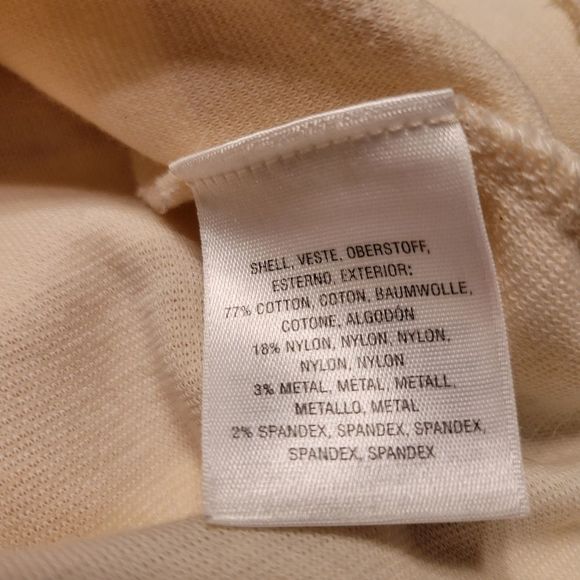 SHELL, VESTE, OBERSTOFF,
ESTERNO, EXTERIOR:
77% COTTON, COTON, BAUMWOLLE,
COTONE, ALGODÓN
18% NYLON, NYLON, NYLON,
NYLON, NYLON
3% METAL, MÉTAL, METALL,
METALLO, METAL
2% SPANDEX, SPANDEX, SPANDEX,
SPANDEX, SPANDEX